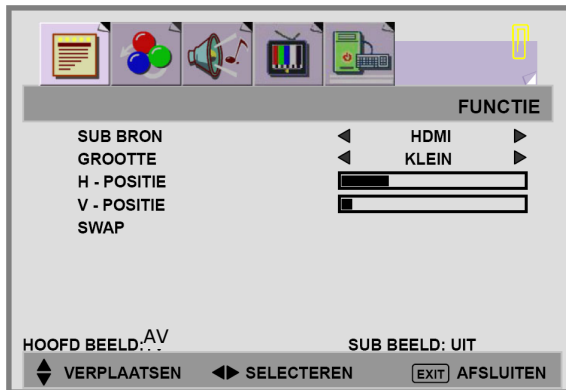 FUNCTIE
SUB BRON HDMI
GROOTTE KLEIN
H - POSITIE
V - POSITIE
SWAP
HOOFD BEELD: AV SUB BEELD: UIT
VERPLAATSEN SELECTEREN EXIT AFSLUITEN